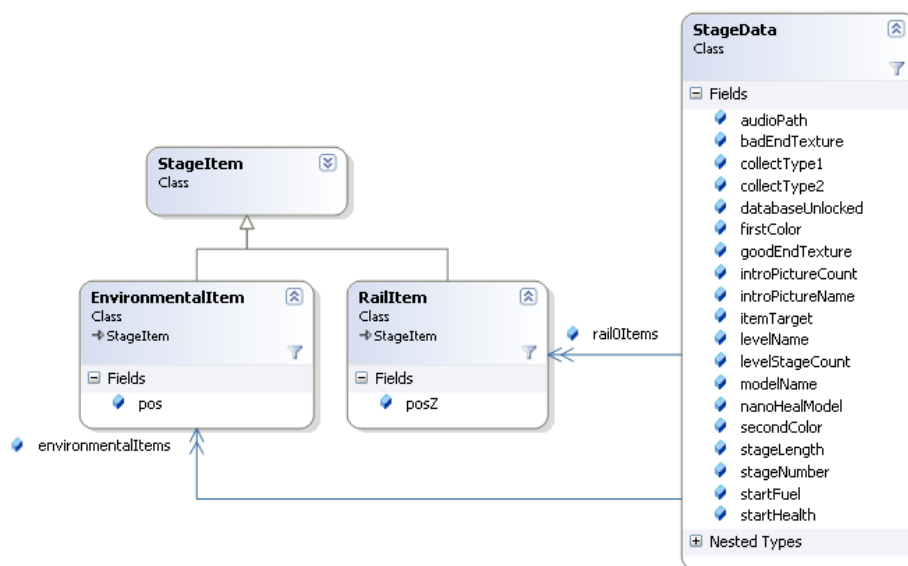 StageData
Class
Fields
audioPath
badEndTexture
collectType1
collectType2
databaseUnlocked
firstColor
goodEndTexture
introPictureCount
introPictureName
itemTarget
levelName
levelStageCount
modelName
nanoHealModel
secondColor
stageLength
stageNumber
startFuel
startHealth
Nested Types
StageItem
Class
EnvironmentalItem
Class
StageItem
Fields
pos
RailItem
Class
StageItem
Fields
posZ
rail0Items
environmentalItems